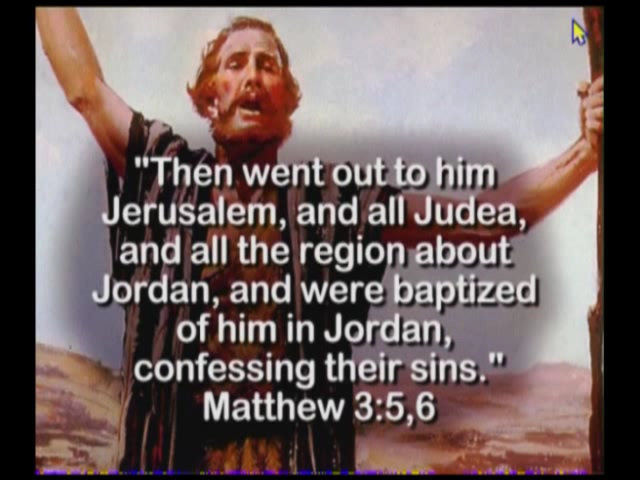 "Then went out to him
Jerusalem, and all Judea,
and all the region about
Jordan, and were baptized
of him in Jordan,
confessing their sins."
Matthew 3:5,6